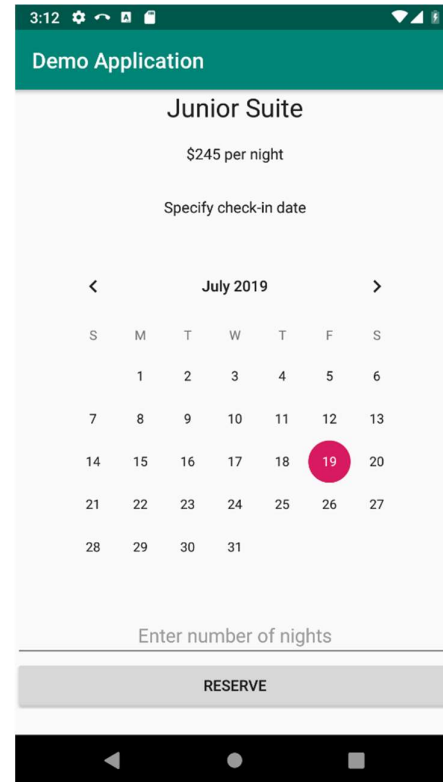 3:12
Demo Application
Junior Suite
$245 per night
Specify check-in date
July 2019
S M T W T F S
1 2 3 4 5 6
7 8 9 10 11 12 13
14 15 16 17 18 19 20
21 22 23 24 25 26 27
28 29 30 31
Enter number of nights
RESERVE